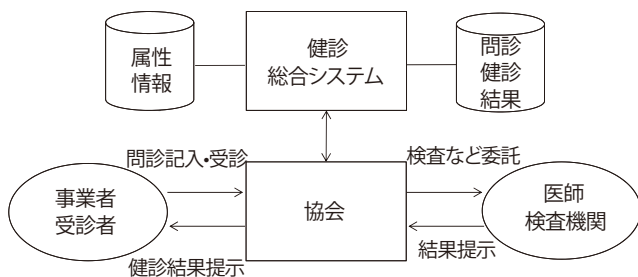 属性
情報
健診
総合システム
問診
健診
結果
問診記入・受診
検査など委託
事業者
受診者
協会
医師
検査機関
健診結果提示
結果提示